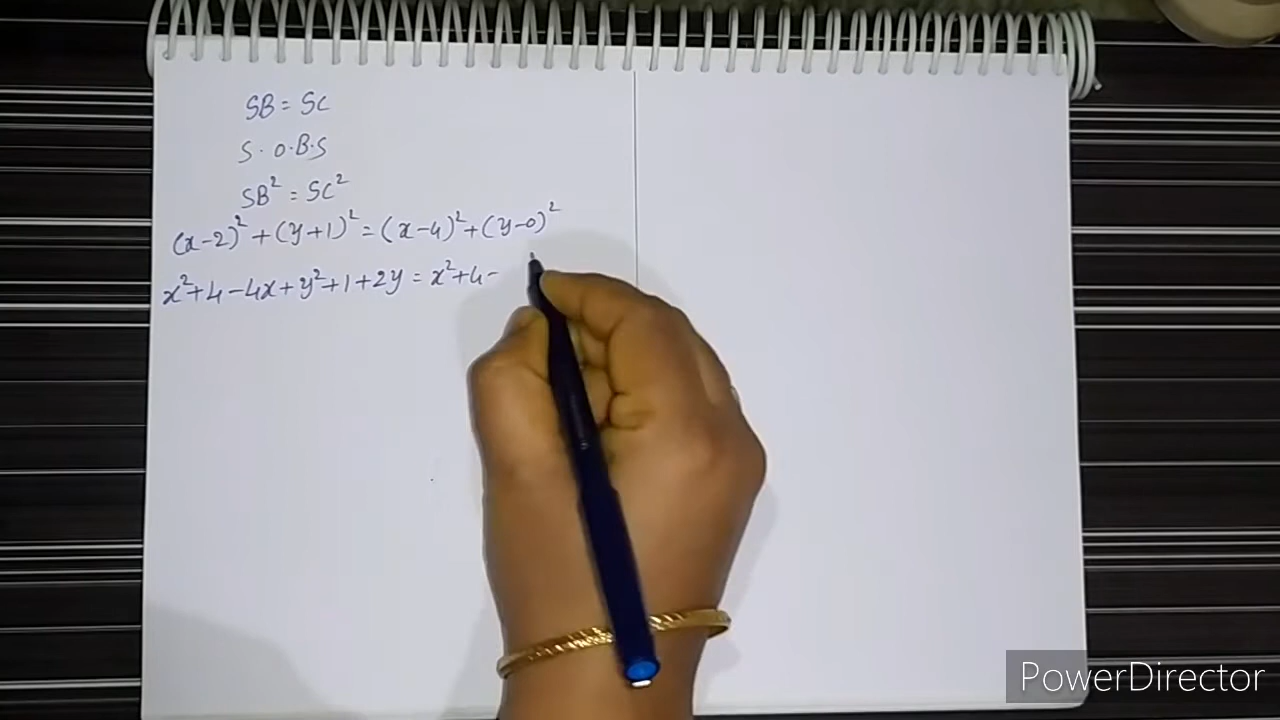 SB = SC
S.O.B.S
SB² = SC²
(x-2)² + (y+1)² = (x-4)² + (y-0)²
x² + 4 - 4x + y² + 1 + 2y = x² + 4 -
PowerDirector